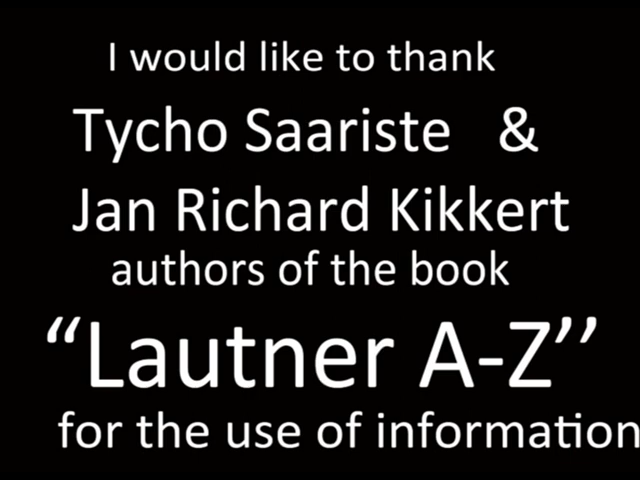 I would like to thank
Tycho Saariste &
Jan Richard Kikkert
authors of the book
“Lautner A-Z’’
for the use of information